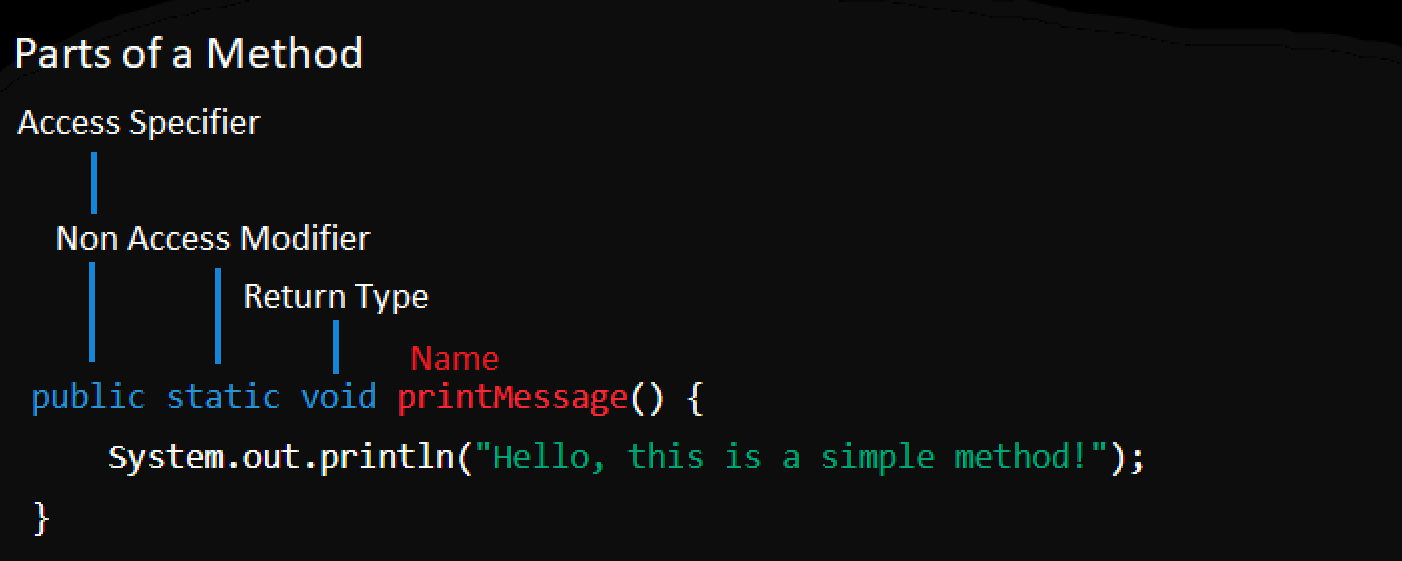 Parts of a Method
Access Specifier
Non Access Modifier
Return Type
Name
public static void printMessage() {
System.out.println("Hello, this is a simple method!");
}